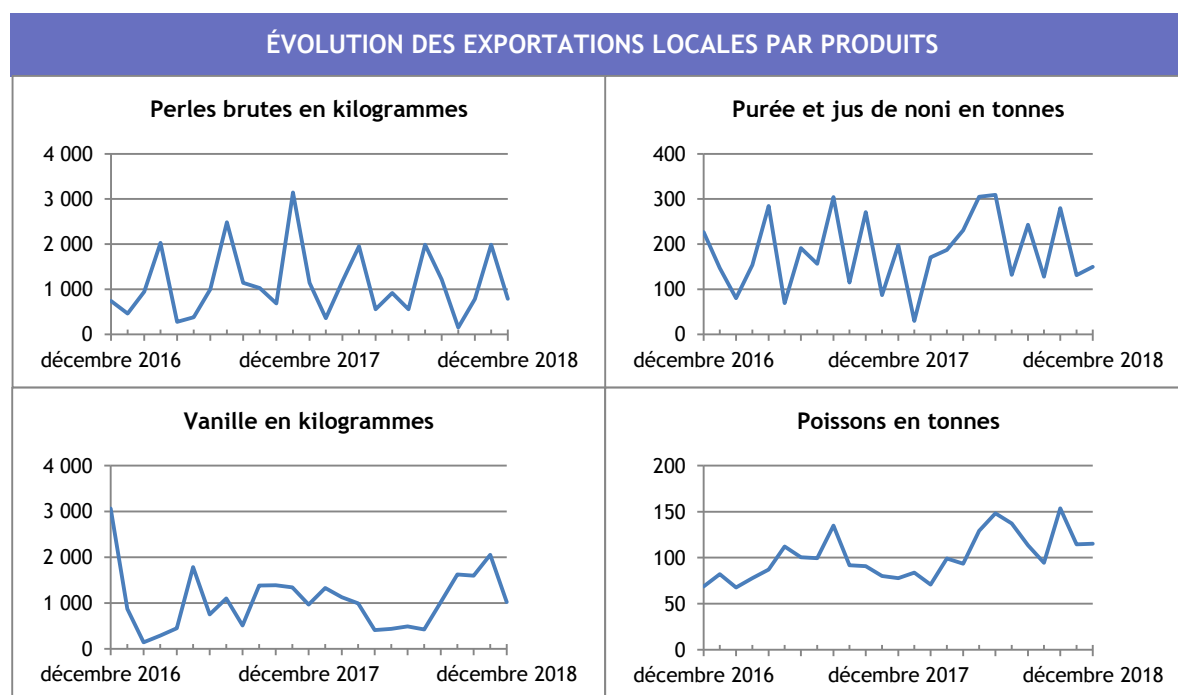 ÉVOLUTION DES EXPORTATIONS LOCALES PAR PRODUITS
Perles brutes en kilogrammes
4 000
3 000
2 000
1 000
0
décembre 2016 décembre 2017 décembre 2018
Purée et jus de noni en tonnes
400
300
200
100
0
décembre 2016 décembre 2017 décembre 2018
Vanille en kilogrammes
4 000
3 000
2 000
1 000
0
décembre 2016 décembre 2017 décembre 2018
Poissons en tonnes
200
150
100
50
0
décembre 2016 décembre 2017 décembre 2018